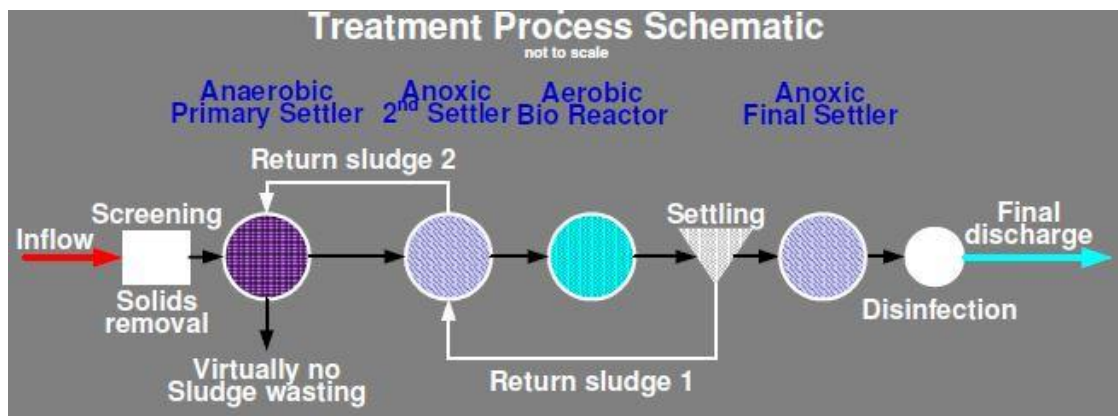 Treatment Process Schematic
not to scale
Anaerobic
Primary Settler
Anoxic
2nd Settler
Aerobic
Bio Reactor
Anoxic
Final Settler
Return sludge 2
Screening
Settling
Final
discharge
Inflow
Solids
removal
Disinfection
Virtually no
Sludge wasting
Return sludge 1